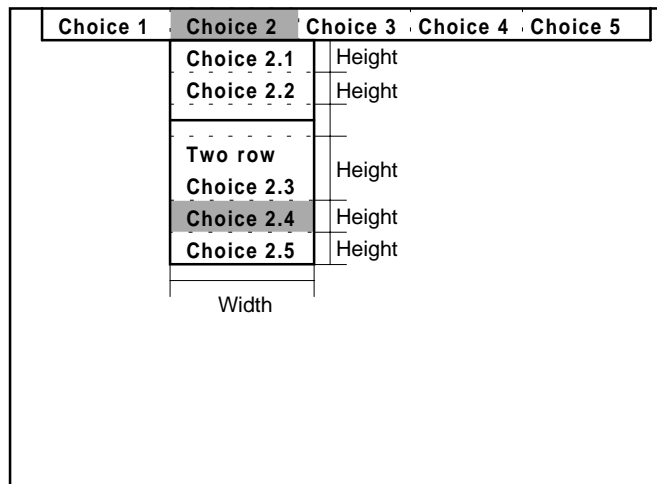 Choice 1 Choice 2 Choice 3 Choice 4 Choice 5
Choice 2.1 Height
Choice 2.2 Height
Two row
Height
Choice 2.3
Choice 2.4 Height
Choice 2.5 Height
Width